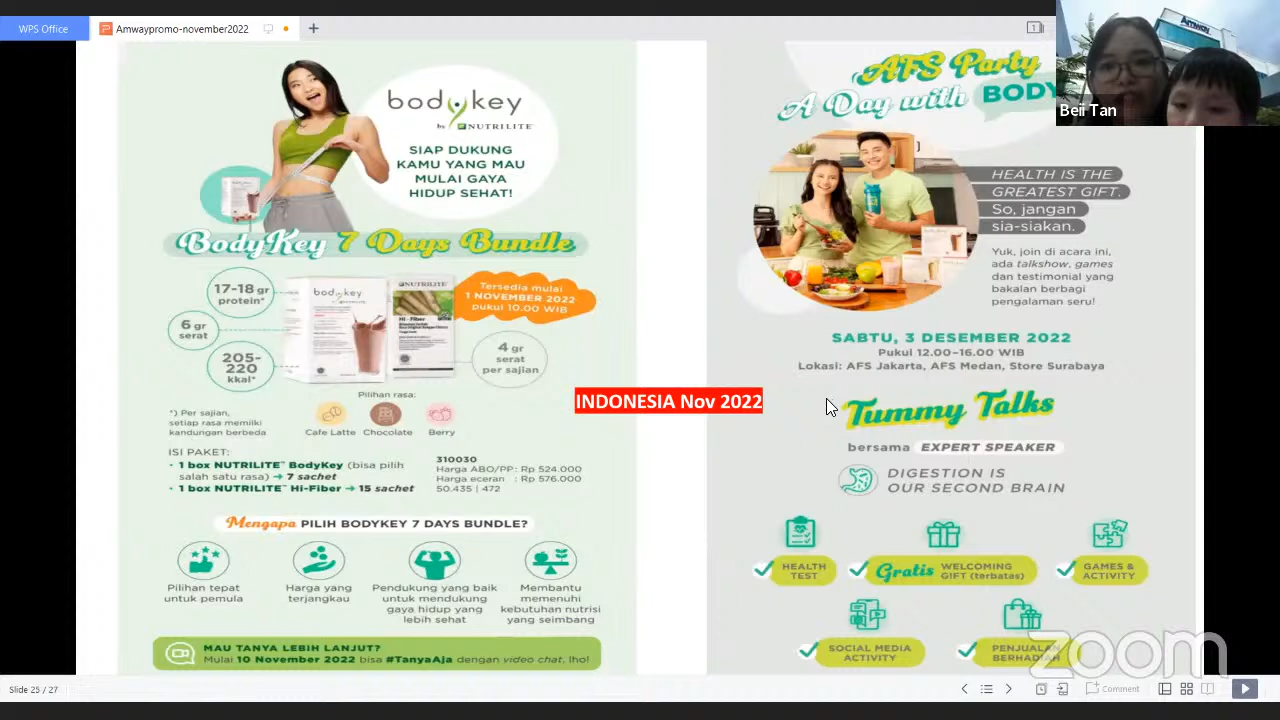 WPS Office
Amwaypromo-november2022
1
AMWAY
Beii Tan
bodykey
by NUTRILITE™
SIAP DUKUNG
KAMU YANG MAU
MULAI GAYA
HIDUP SEHAT!
BodyKey 7 Days Bundle
17-18 gr
protein*
6 gr
serat
205-
220
kkal*
bodykey
NUTRILITE
Hi-Fiber
Tersedia mulai
1 NOVEMBER 2022
pukul 10.00 WIB
4 gr
serat
per sajian
Pilihan rasa:
Cafe Latte
Chocolate
Berry
*) Per sajian,
setiap rasa memilki
kandungan berbeda
ISI PAKET:
- 1 box NUTRILITE™ BodyKey (bisa pilih
salah satu rasa) → 7 sachet
- 1 box NUTRILITE™ Hi-Fiber → 15 sachet
310030
Harga ABO/PP : Rp 524.000
Harga eceran : Rp 576.000
50.435 | 472
Mengapa PILIH BODYKEY 7 DAYS BUNDLE?
Pilihan tepat
untuk pemula
Harga yang
terjangkau
Pendukung yang baik
untuk mendukung
gaya hidup yang
lebih sehat
Membantu
memenuhi
kebutuhan nutrisi
yang seimbang
MAU TANYA LEBIH LANJUT?
Mulai 10 November 2022 bisa #TanyaAja dengan video chat, lho!
INDONESIA Nov 2022
AFS Party
A Day with BODY
HEALTH IS THE
GREATEST GIFT.
So, jangan
sia-siakan.
Yuk, join di acara ini,
ada talkshow, games
dan testimonial yang
bakalan berbagi
pengalaman seru!
SABTU, 3 DESEMBER 2022
Pukul 12.00-16.00 WIB
Lokasi: AFS Jakarta, AFS Medan, Store Surabaya
Tummy Talks
bersama EXPERT SPEAKER
DIGESTION IS
OUR SECOND BRAIN
HEALTH
TEST
Gratis WELCOMING
GIFT (terbatas)
GAMES &
ACTIVITY
SOCIAL MEDIA
ACTIVITY
PENJUALAN
BERHADIAH
zoom
Slide 25 / 27
Comment